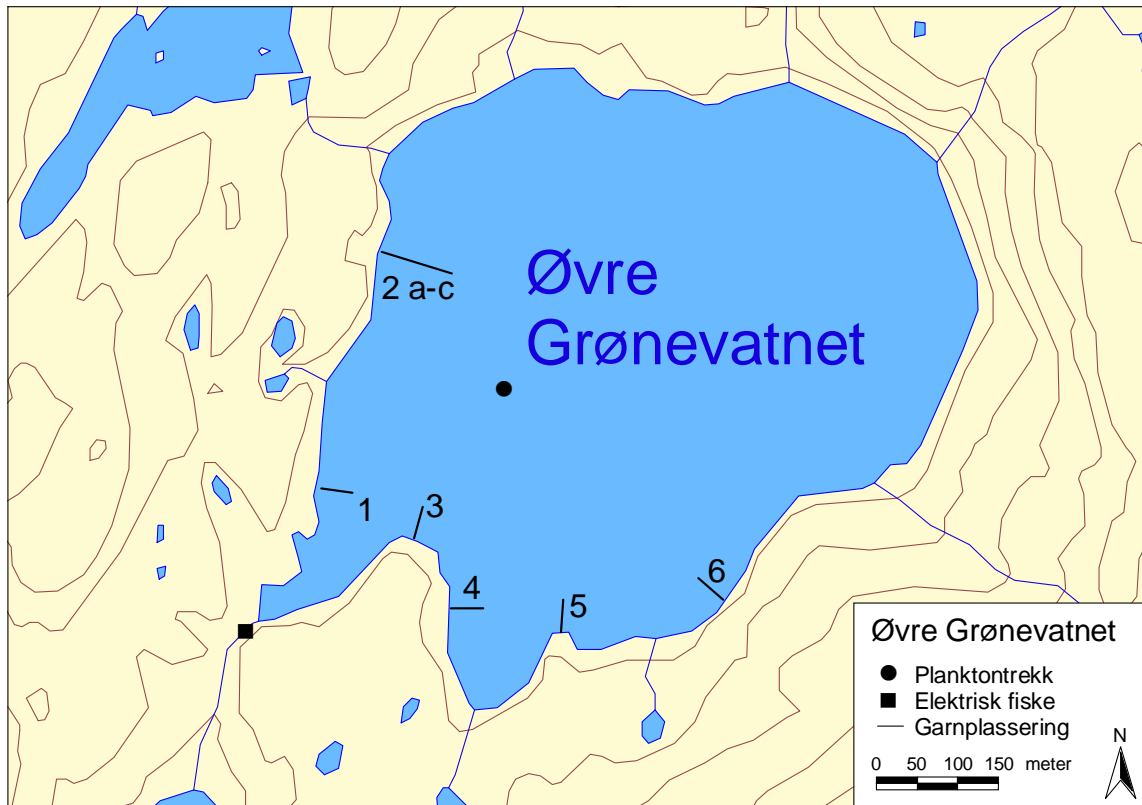 Øvre
Grønevatnet
2 a-c
1
3
4
5
6
Øvre Grønevatnet
Planktontrekk
Elektrisk fiske
Garnplassering
N
0 50 100 150 meter